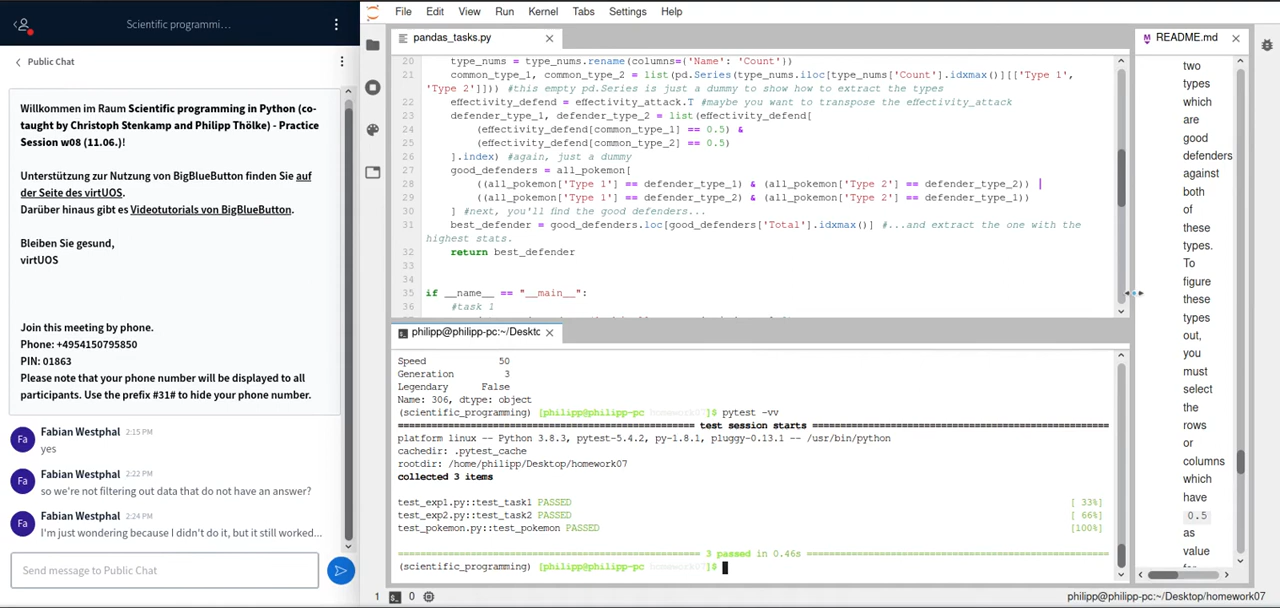 Scientific programmi…
Public Chat
Willkommen im Raum Scientific programming in Python (co-
taught by Christoph Stenkamp and Philipp Thölke) - Practice
Session w08 (11.06.)!
Unterstützung zur Nutzung von BigBlueButton finden Sie auf
der Seite des virtUOS.
Darüber hinaus gibt es Videotutorials von BigBlueButton.
Bleiben Sie gesund,
virtUOS
Join this meeting by phone.
Phone: +4954150795850
PIN: 01863
Please note that your phone number will be displayed to all
participants. Use the prefix #31# to hide your phone number.
Fa
Fabian Westphal 2:15 PM
yes
Fa
Fabian Westphal 2:22 PM
so we're not filtering out data that do not have an answer?
Fa
Fabian Westphal 2:24 PM
I'm just wondering because I didn't do it, but it still worked...
Send message to Public Chat
File Edit View Run Kernel Tabs Settings Help
pandas_tasks.py
20 type_nums = type_nums.rename(columns={'Name': 'Count'})
21 common_type_1, common_type_2 = list(pd.Series(type_nums.iloc[type_nums['Count'].idxmax()][['Type 1',
'Type 2']])) #this empty pd.Series is just a dummy to show how to extract the types
22 effectivity_defend = effectivity_attack.T #maybe you want to transpose the effectivity_attack
23 defender_type_1, defender_type_2 = list(effectivity_defend[
24 (effectivity_defend[common_type_1] == 0.5) &
25 (effectivity_defend[common_type_2] == 0.5)
26 ].index) #again, just a dummy
27 good_defenders = all_pokemon[
28 ((all_pokemon['Type 1'] == defender_type_1) & (all_pokemon['Type 2'] == defender_type_2)) |
29 ((all_pokemon['Type 1'] == defender_type_2) & (all_pokemon['Type 2'] == defender_type_1))
30 ] #next, you'll find the good defenders...
31 best_defender = good_defenders.loc[good_defenders['Total'].idxmax()] #...and extract the one with the
highest stats.
32 return best_defender
33
34
35 if __name__ == "__main__":
36 #task 1
philipp@philipp-pc:~/Deskto
Speed 50
Generation 3
Legendary False
Name: 306, dtype: object
(scientific_programming) [philipp@philipp-pc homework07]$ pytest -vv
test session starts
platform linux -- Python 3.8.3, pytest-5.4.2, py-1.8.1, pluggy-0.13.1 -- /usr/bin/python
cachedir: .pytest_cache
rootdir: /home/philipp/Desktop/homework07
collected 3 items
test_exp1.py::test_task1 PASSED [ 33%]
test_exp2.py::test_task2 PASSED [ 66%]
test_pokemon.py::test_pokemon PASSED [100%]
3 passed in 0.46s
(scientific_programming) [philipp@philipp-pc homework07]$
README.md
two
types
which
are
good
defenders
against
both
of
these
types.
To
figure
these
types
out,
you
must
select
the
rows
or
columns
which
have
0.5
as
value
1 0 philipp@philipp-pc:~/Desktop/homework07